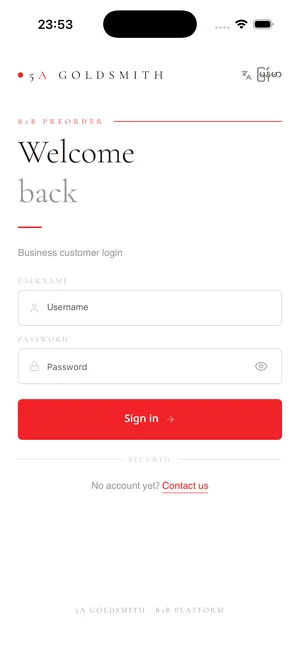 23:53
5A GOLDSMITH
မြန်မာ
B2B PREORDER
Welcome
back
Business customer login
USERNAME
Username
PASSWORD
Password
Sign in →
SECURED
No account yet? Contact us
5A GOLDSMITH · B2B PLATFORM